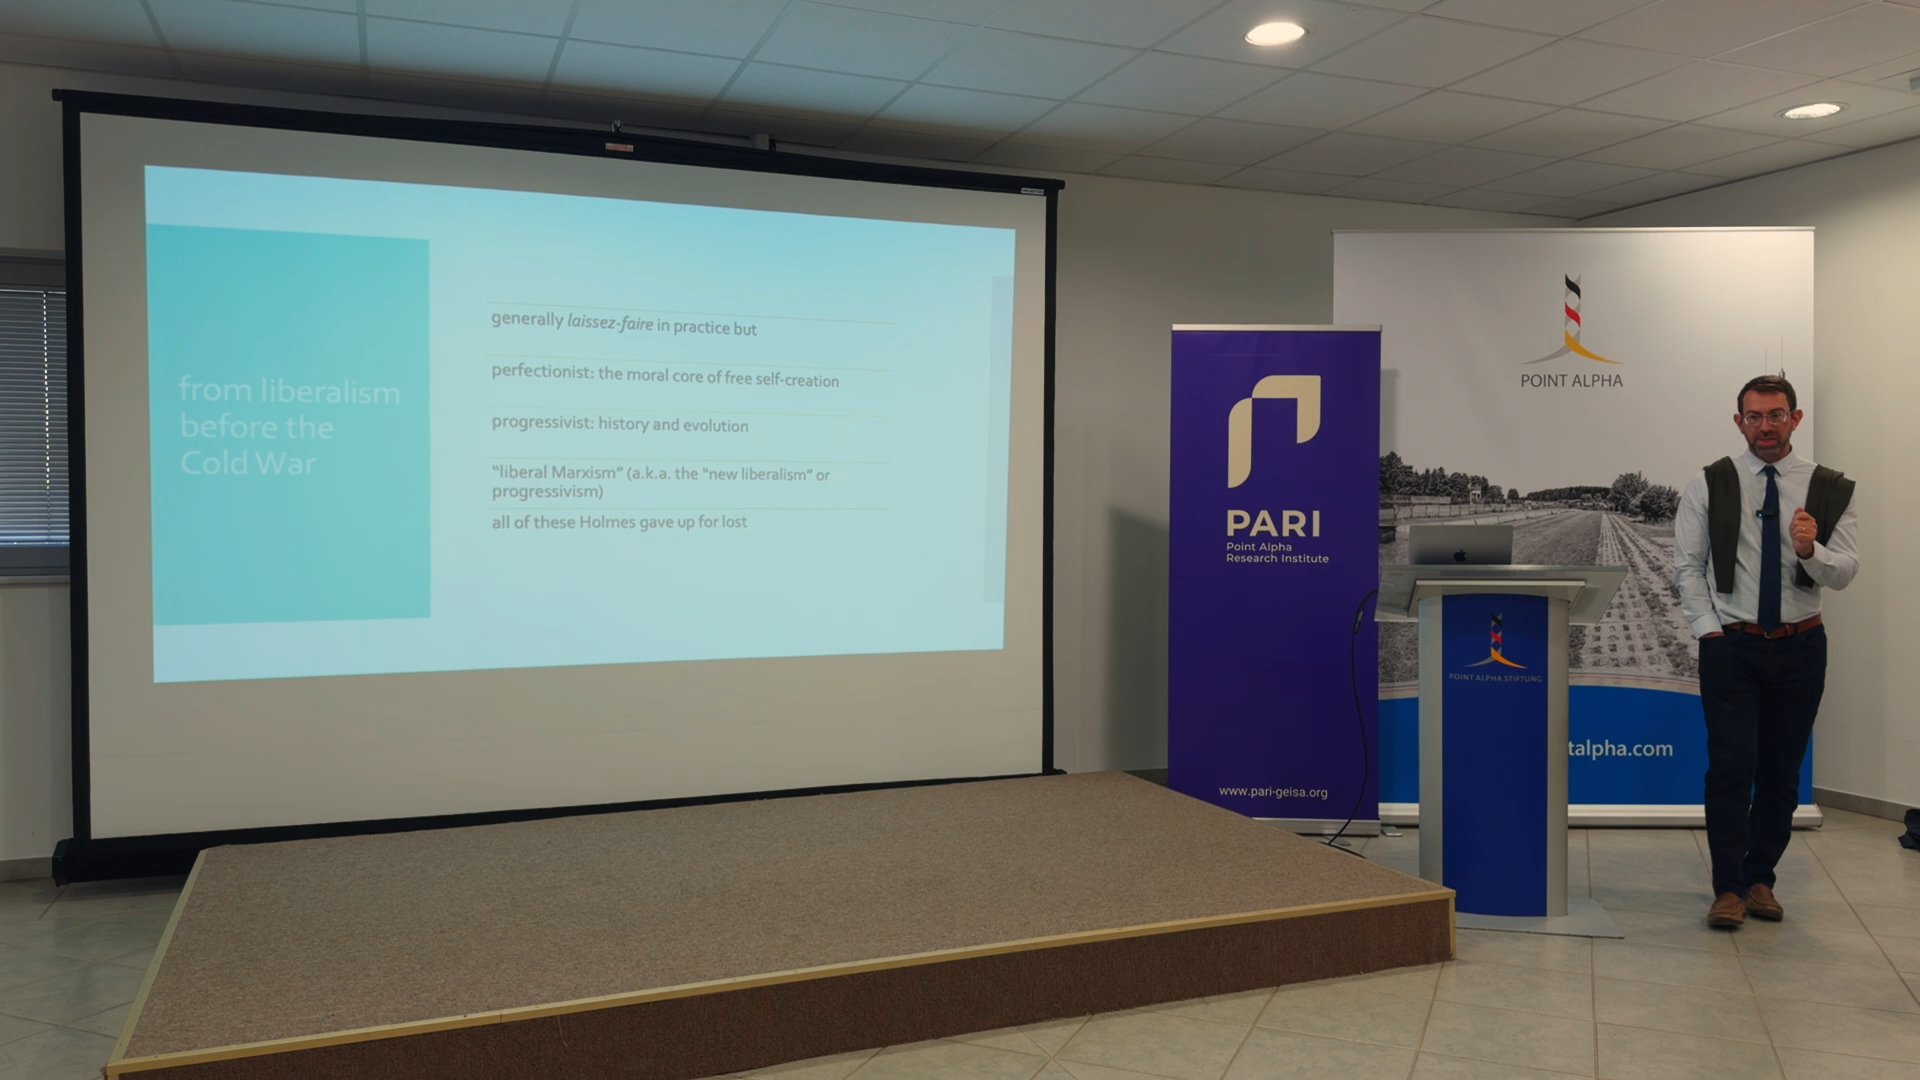 from liberalism
before the
Cold War
generally laissez-faire in practice but
perfectionist: the moral core of free self-creation
progressivist: history and evolution
"liberal Marxism" (a.k.a. the "new liberalism" or
progressivism)
all of these Holmes gave up for lost
PARI
Point Alpha
Research Institute
www.pari-geisa.org
POINT ALPHA
talpha.com
POINT ALPHA STIFTUNG